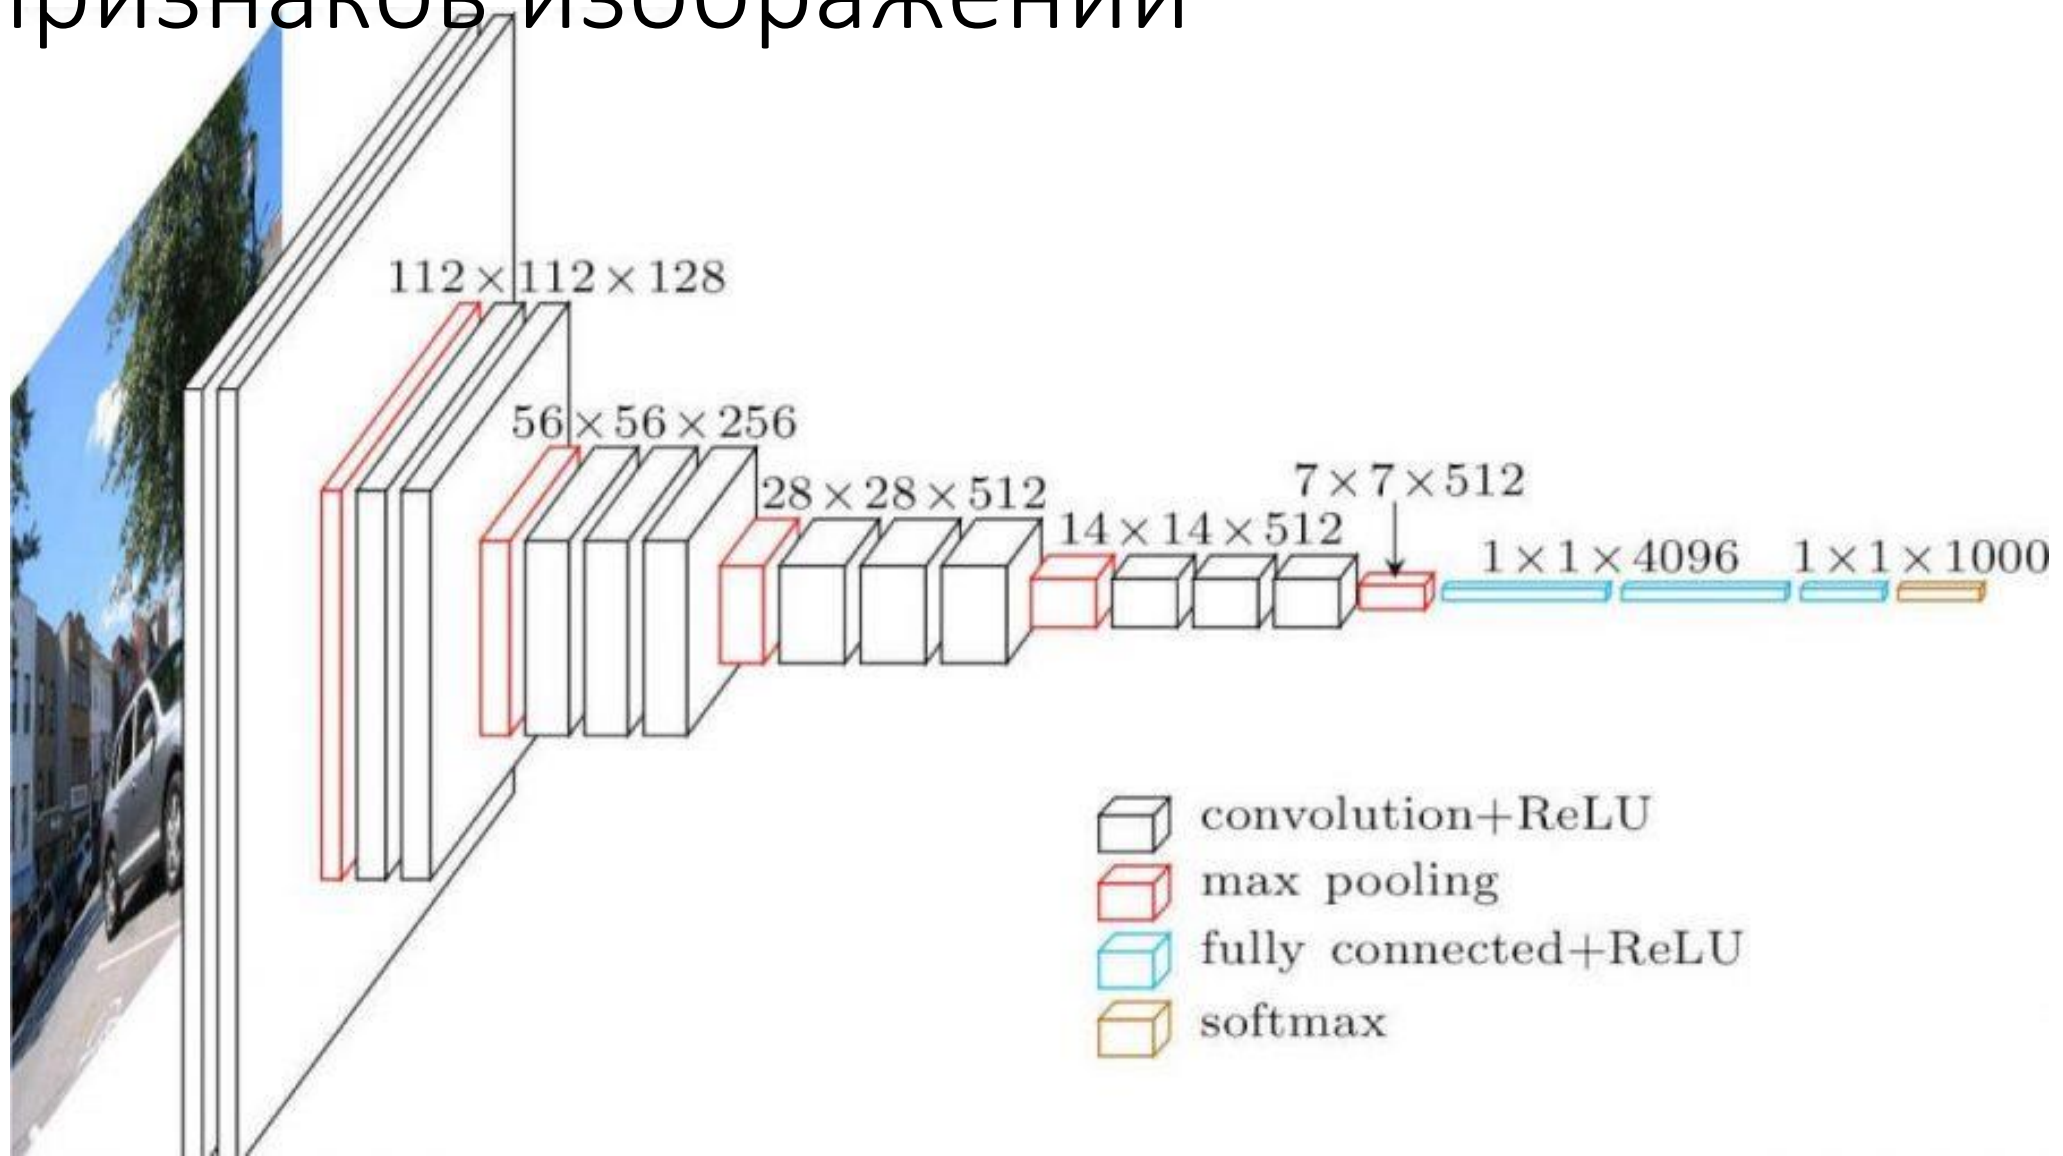 признаков изображений
112×112×128
56×56×256
28×28×512
14×14×512
7×7×512
1×1×4096
1×1×1000
convolution+ReLU
max pooling
fully connected+ReLU
softmax